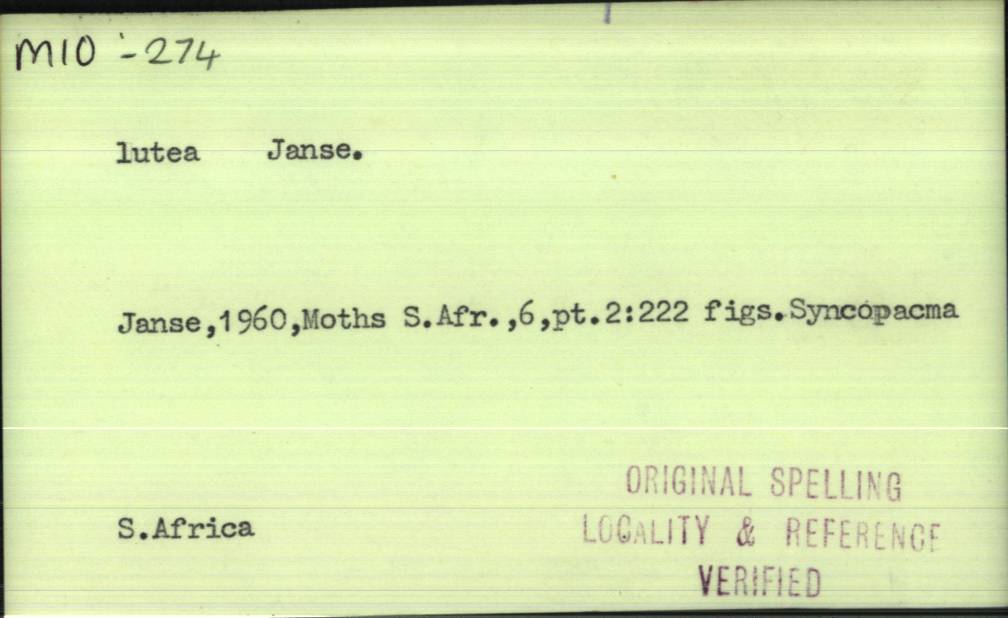 M10 -274
lutea Janse.
Janse,1960,Moths S.Afr.,6,pt.2:222 figs.Syncopacma
S.Africa
ORIGINAL SPELLING
LOCALITY & REFERENCE
VERIFIED